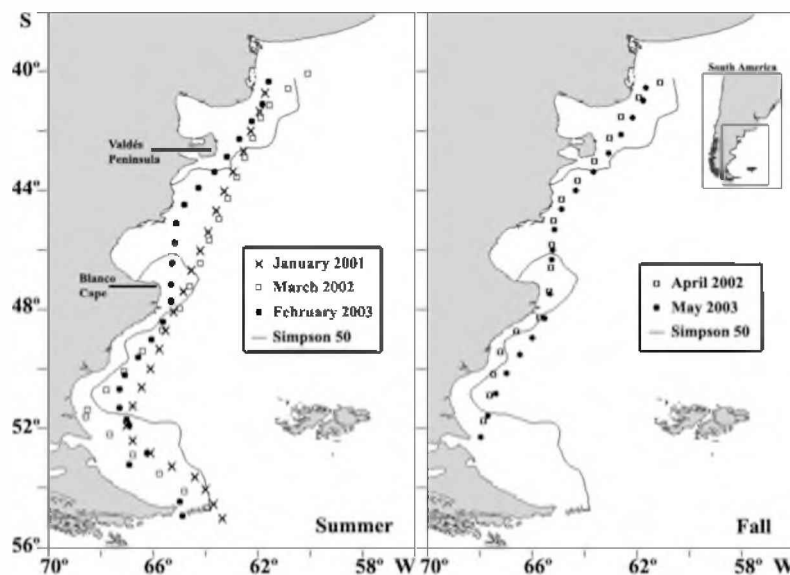 S
40º
44º
48º
52º
56º
Valdés
Peninsula
Blanco
Cape
January 2001
March 2002
Fehruary 2003
Simpson 50
Summer
70º
66º
62º
58º
W
South America
April 2002
May 2003
Simpson 50
Fall
70º
66º
62º
58º
W